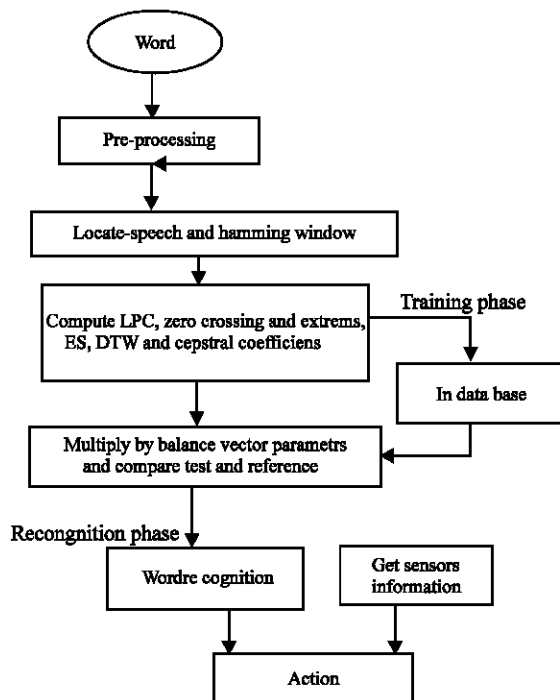 Word
Pre-processing
Locate-speech and hamming window
Compute LPC, zero crossing and extrems,
ES, DTW and cepstral coefficiens
Training phase
In data base
Multiply by balance vector parametrs
and compare test and reference
Recongnition phase
Wordre cognition
Get sensors
information
Action